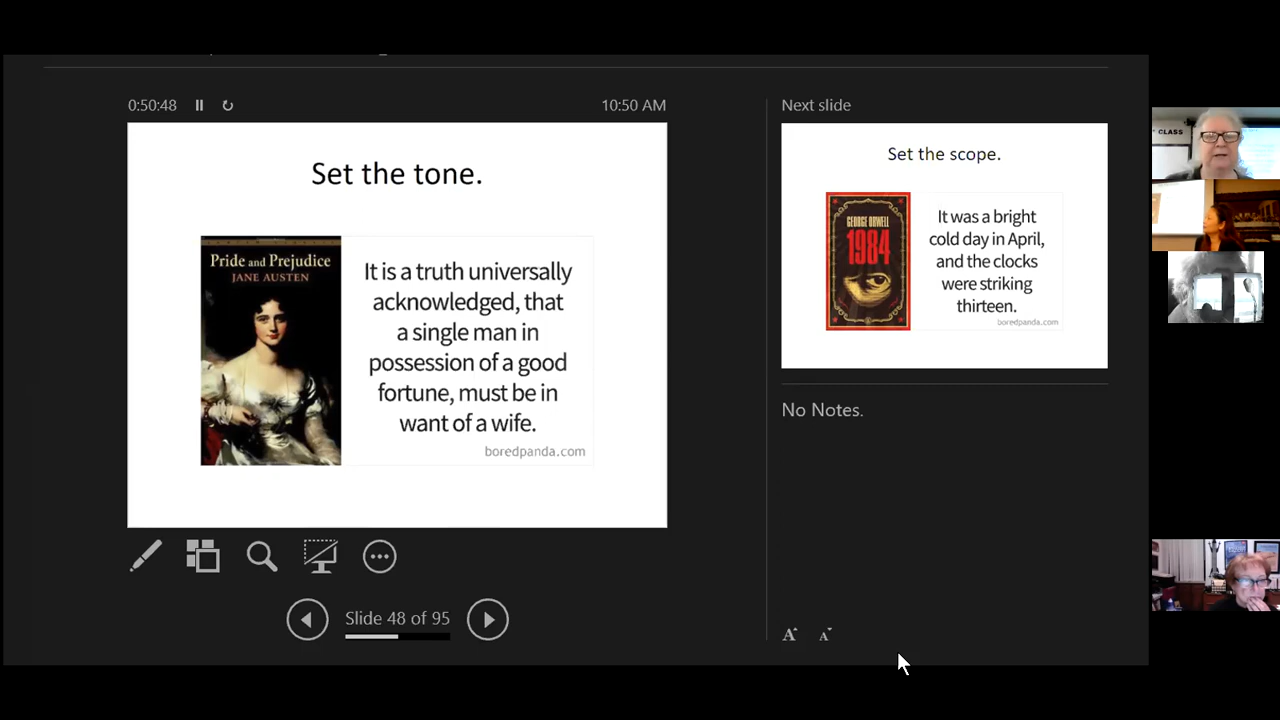 0:50:48
10:50 AM
Next slide
Set the tone.
Pride and Prejudice
JANE AUSTEN
It is a truth universally
acknowledged, that
a single man in
possession of a good
fortune, must be in
want of a wife.
boredpanda.com
Set the scope.
GEORGE ORWELL
1984
It was a bright
cold day in April,
and the clocks
were striking
thirteen.
boredpanda.com
No Notes.
Slide 48 of 95
A A
CLASS